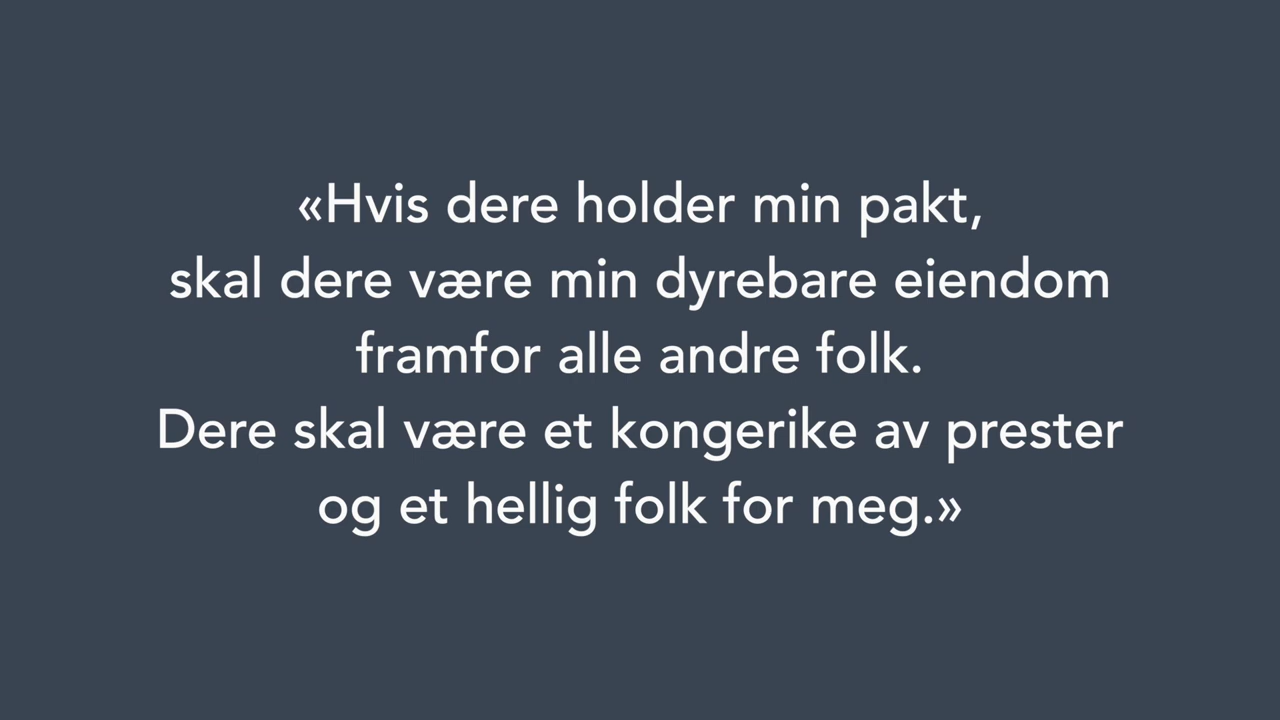 «Hvis dere holder min pakt,
skal dere være min dyrebare eiendom
framfor alle andre folk.
Dere skal være et kongerike av prester
og et hellig folk for meg.»